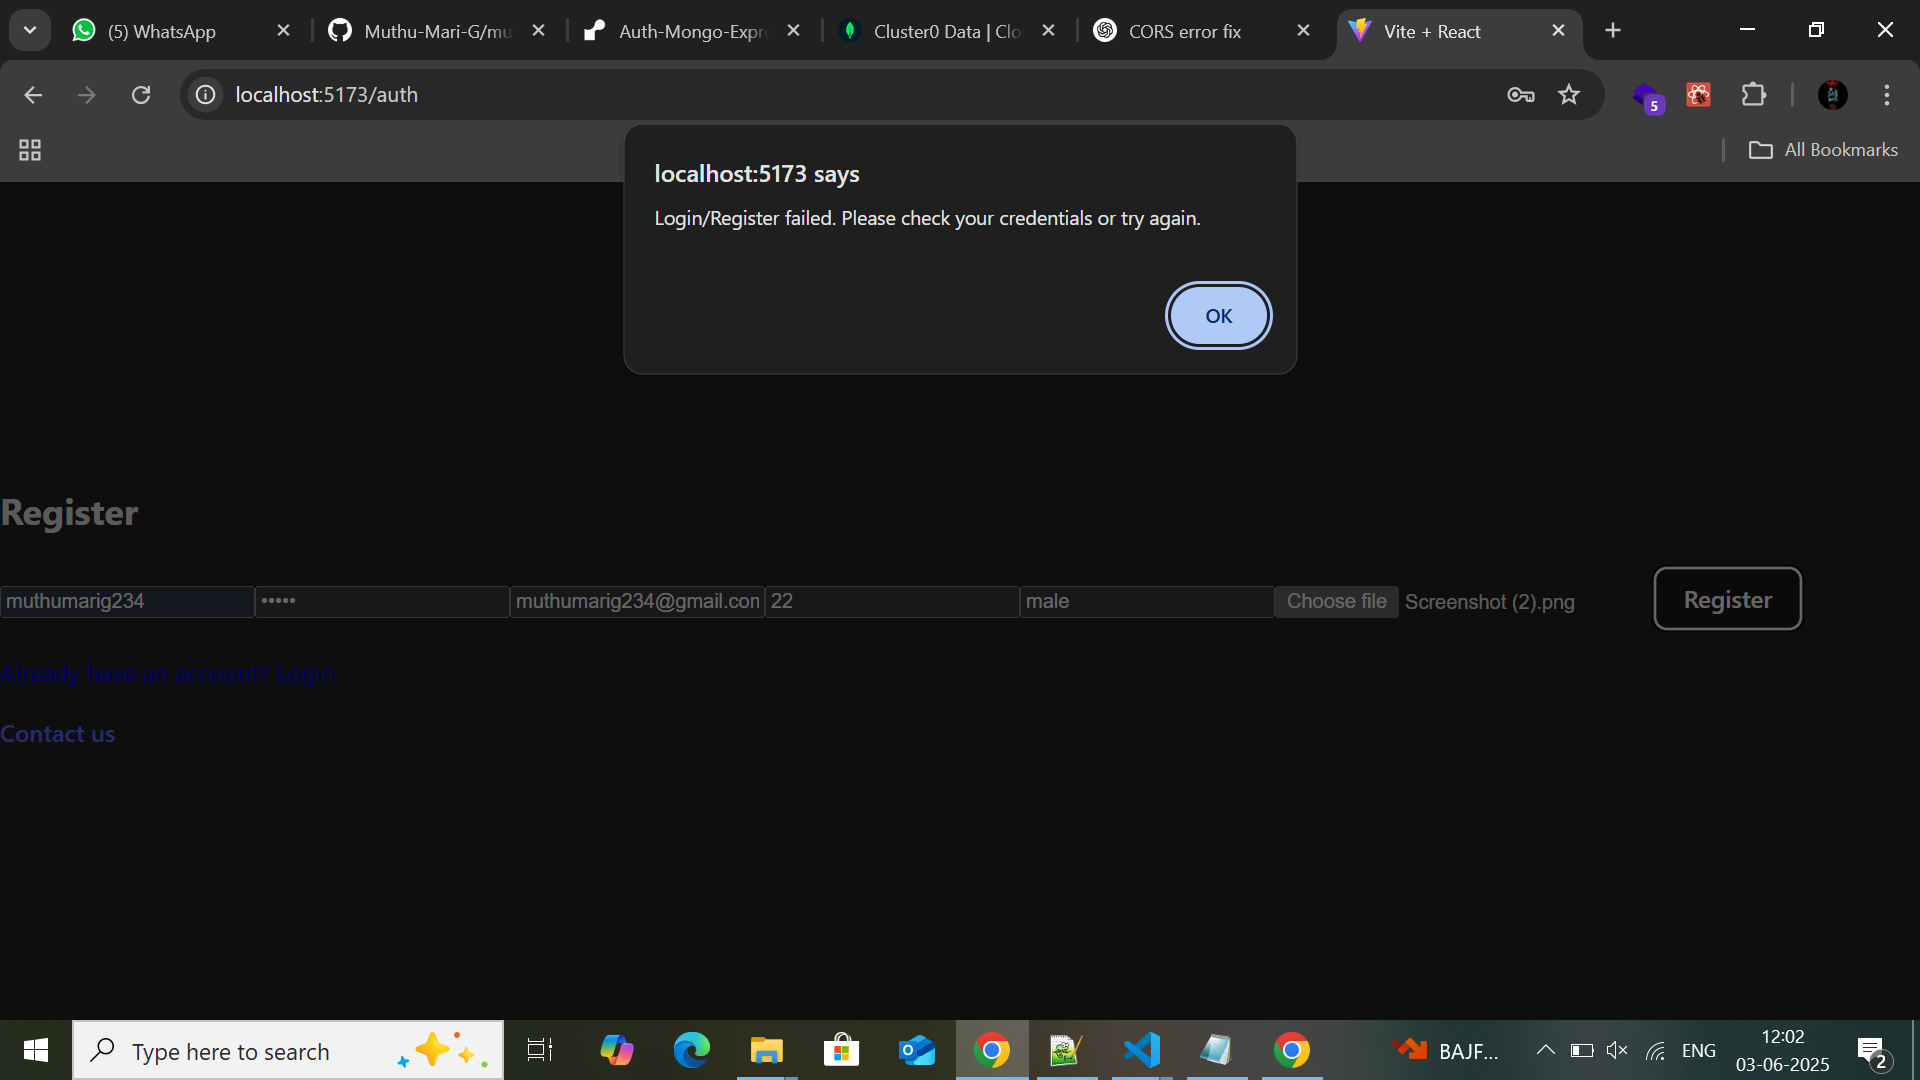 (5) WhatsApp
Muthu-Mari-G/mu
Auth-Mongo-Expr
Cluster0 Data | Clo
CORS error fix
Vite + React
localhost:5173/auth
5
All Bookmarks
localhost:5173 says
Login/Register failed. Please check your credentials or try again.
OK
Register
muthumarig234
•••••
muthumarig234@gmail.com
22
male
Choose file
Screenshot (2).png
Register
Already have an account? Login
Contact us
Type here to search
BAJF...
ENG
12:02
03-06-2025
2